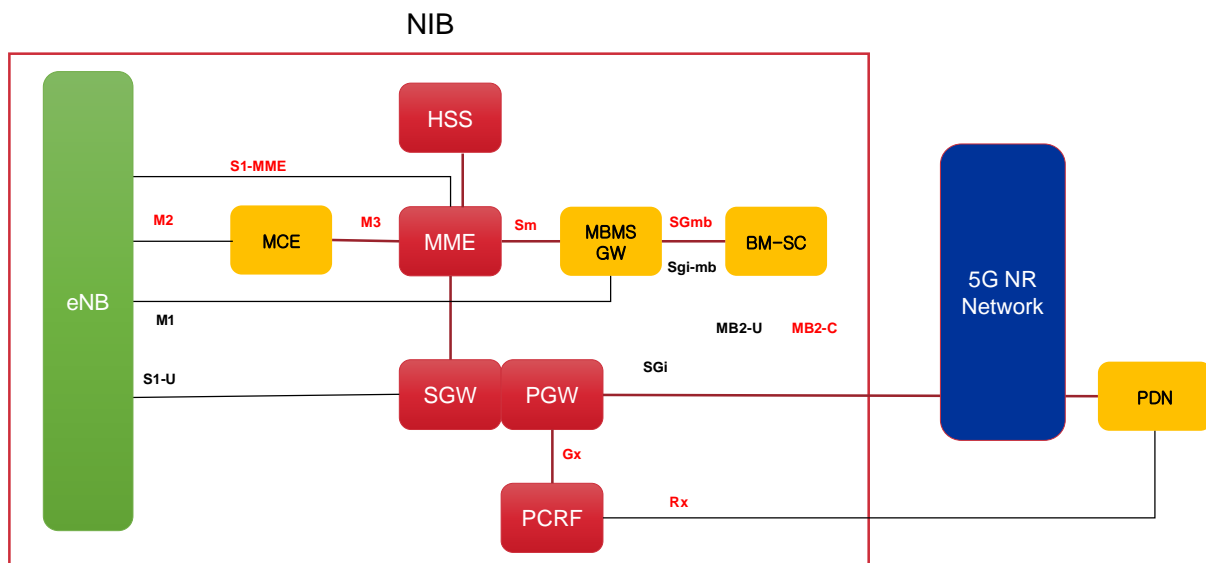 NIB
HSS
S1-MME
M2
MCE
M3
MME
Sm
MBMS
GW
SGmb
Sgi-mb
BM-SC
eNB
M1
5G NR
Network
MB2-U
MB2-C
S1-U
SGW
PGW
SGi
PDN
Gx
PCRF
Rx